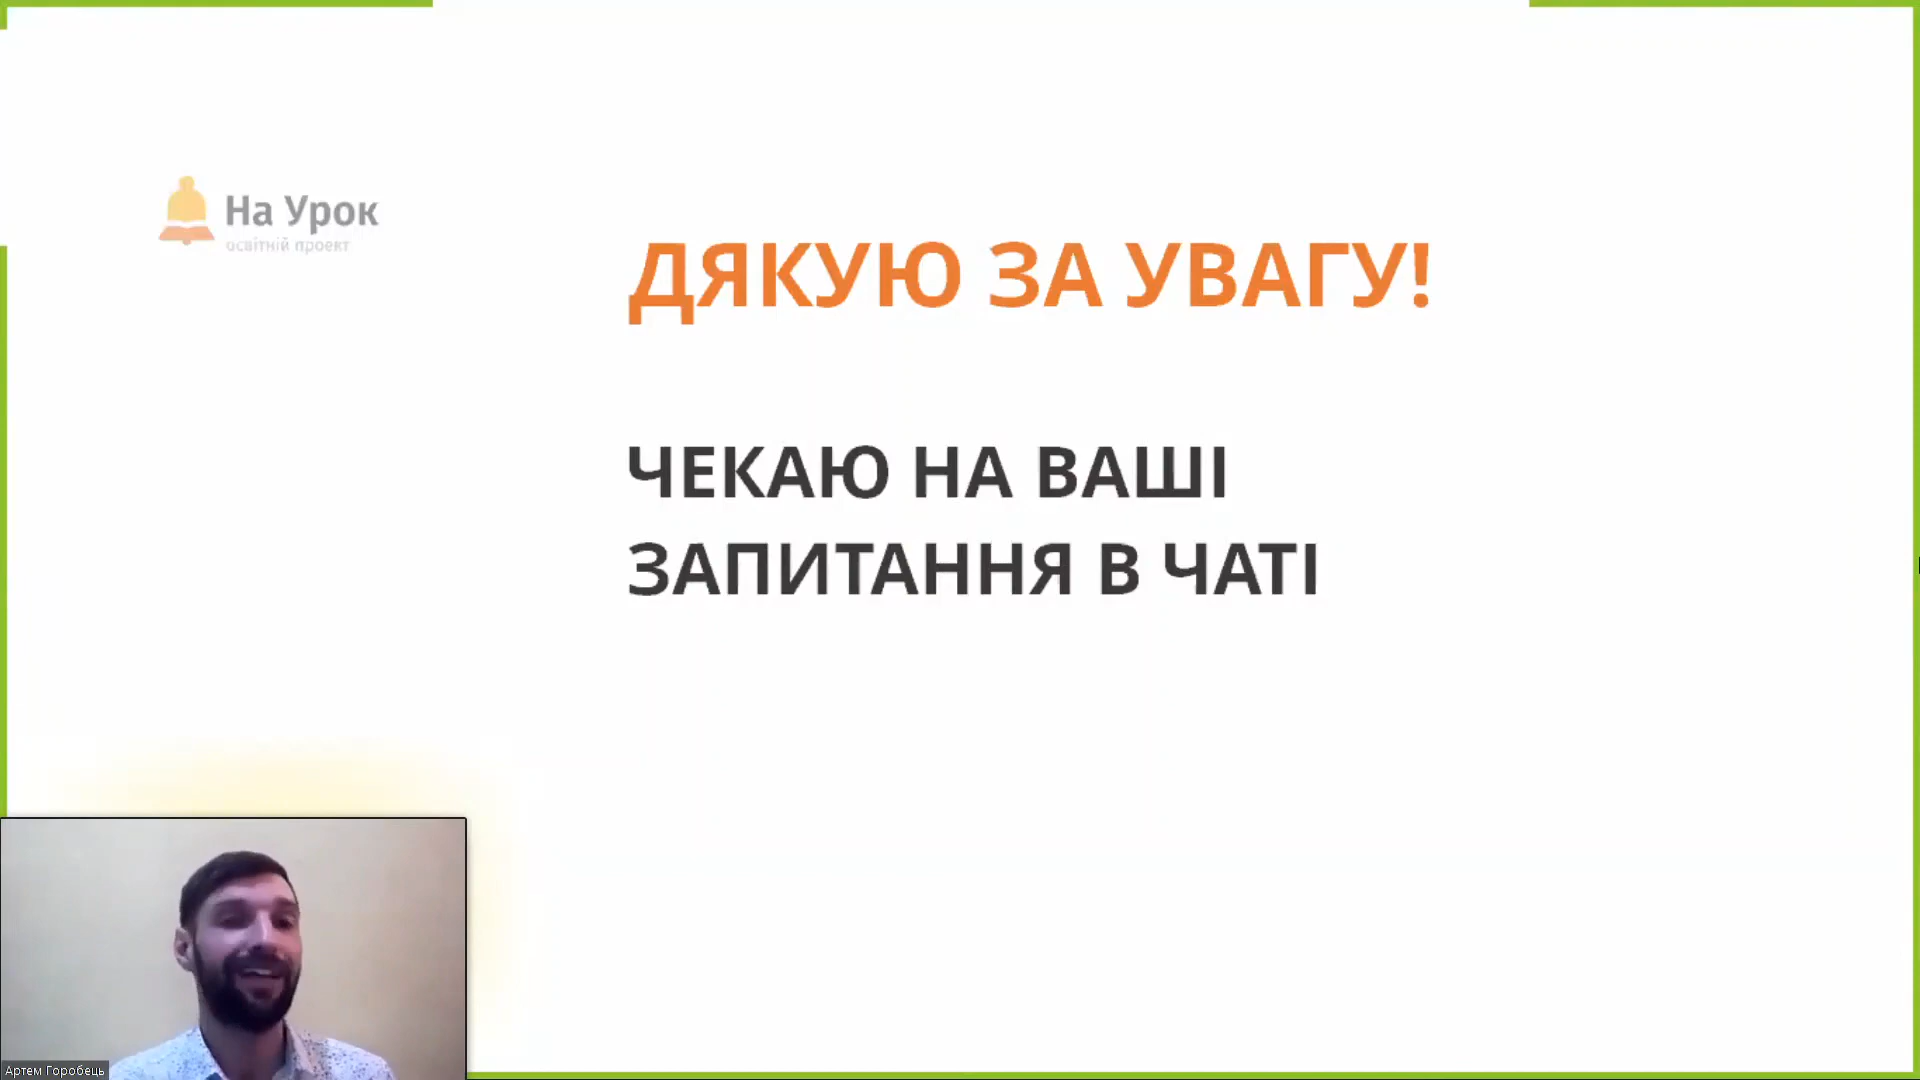 На Урок
освітній проект
ДЯКУЮ ЗА УВАГУ!
ЧЕКАЮ НА ВАШІ
ЗАПИТАННЯ В ЧАТІ
Артем Горобець